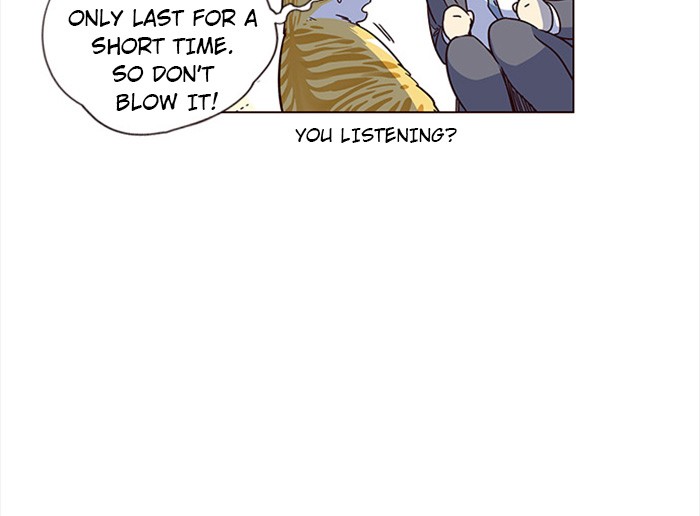 ONLY LAST FOR A
SHORT TIME.
SO DON'T
BLOW IT!
YOU LISTENING?